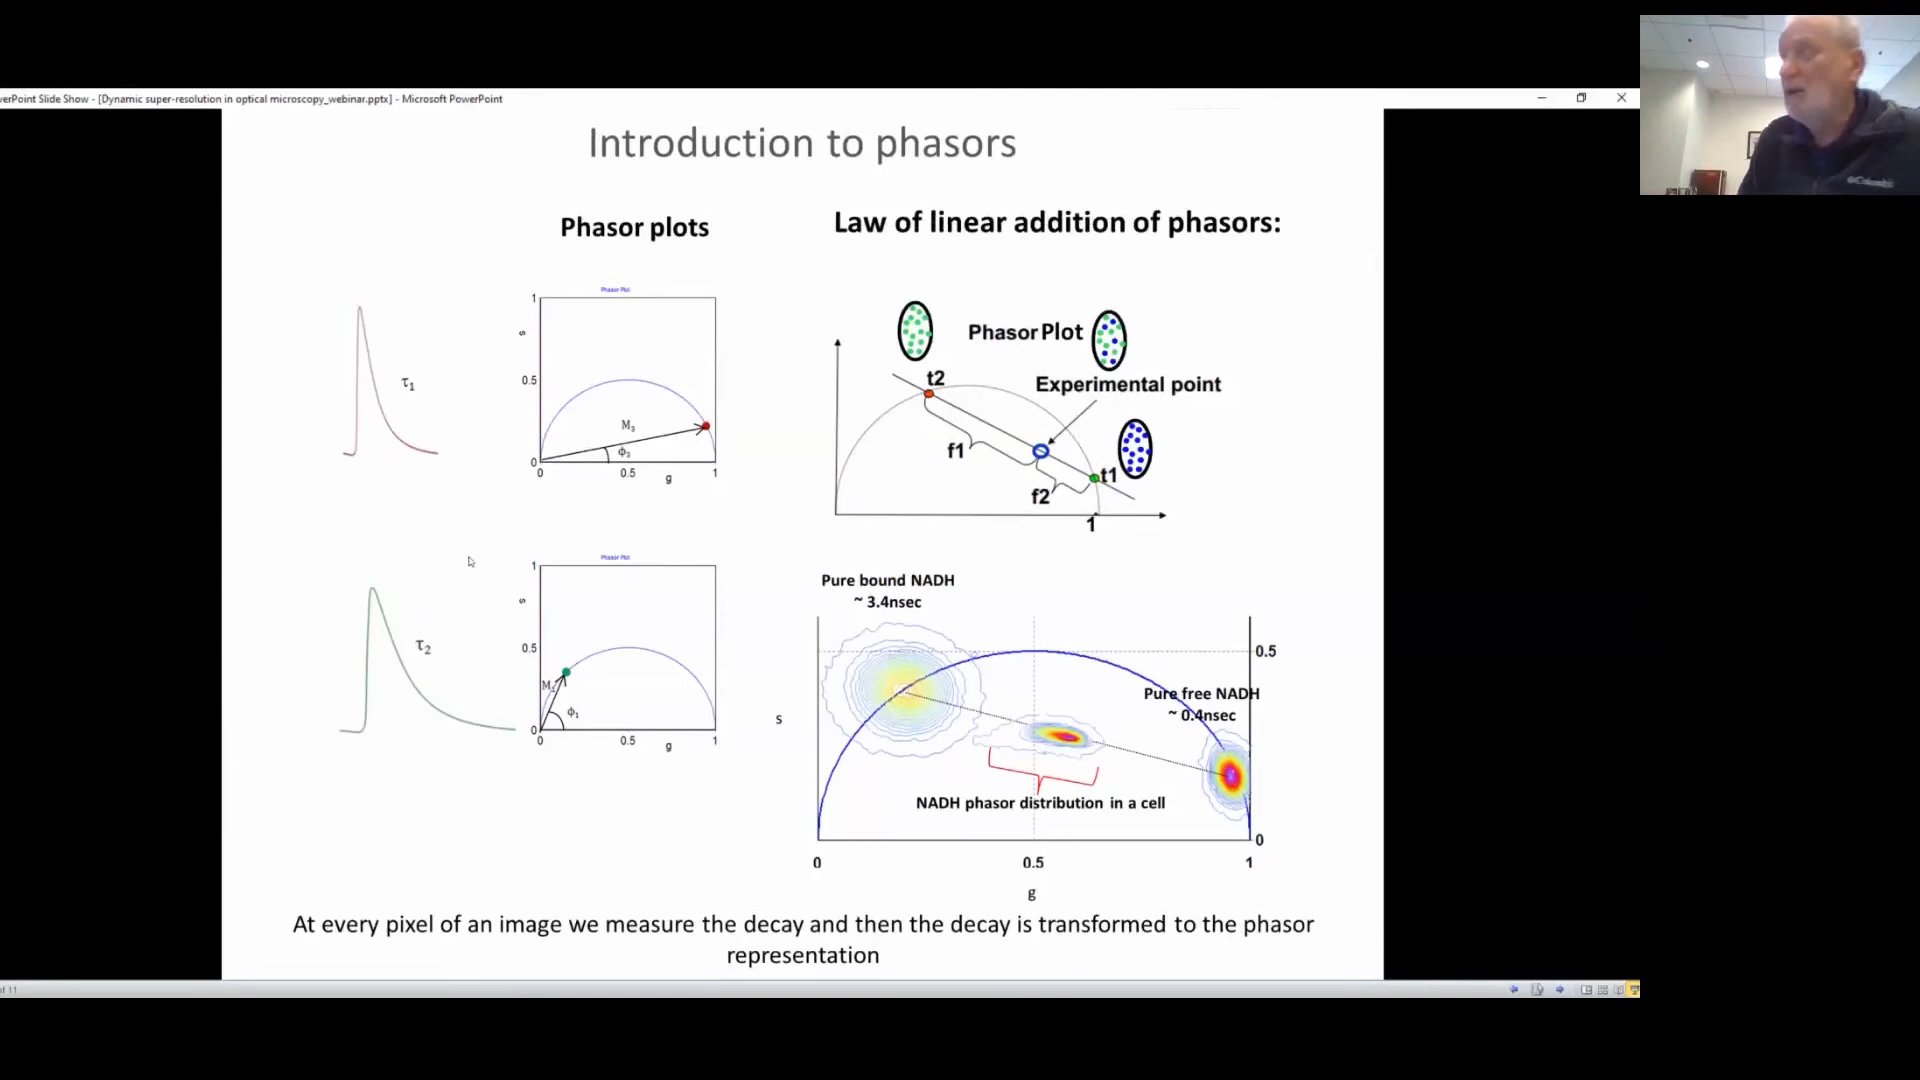 verPoint Slide Show - [Dynamic super-resolution in optical microscopy_webinar.pptx] - Microsoft PowerPoint
Columbia
Introduction to phasors
Phasor plots
Law of linear addition of phasors:
τ1
Phasor Plot
1
s
0.5
M3
ϕ3
0
0
0.5
1
g
Phasor Plot
t2
Experimental point
f1
t1
f2
1
τ2
Phasor Plot
1
s
0.5
M1
ϕ1
0
0
0.5
1
g
Pure bound NADH
~ 3.4nsec
0.5
Pure free NADH
~ 0.4nsec
s
NADH phasor distribution in a cell
0
0
0.5
1
g
At every pixel of an image we measure the decay and then the decay is transformed to the phasor
representation
of 11